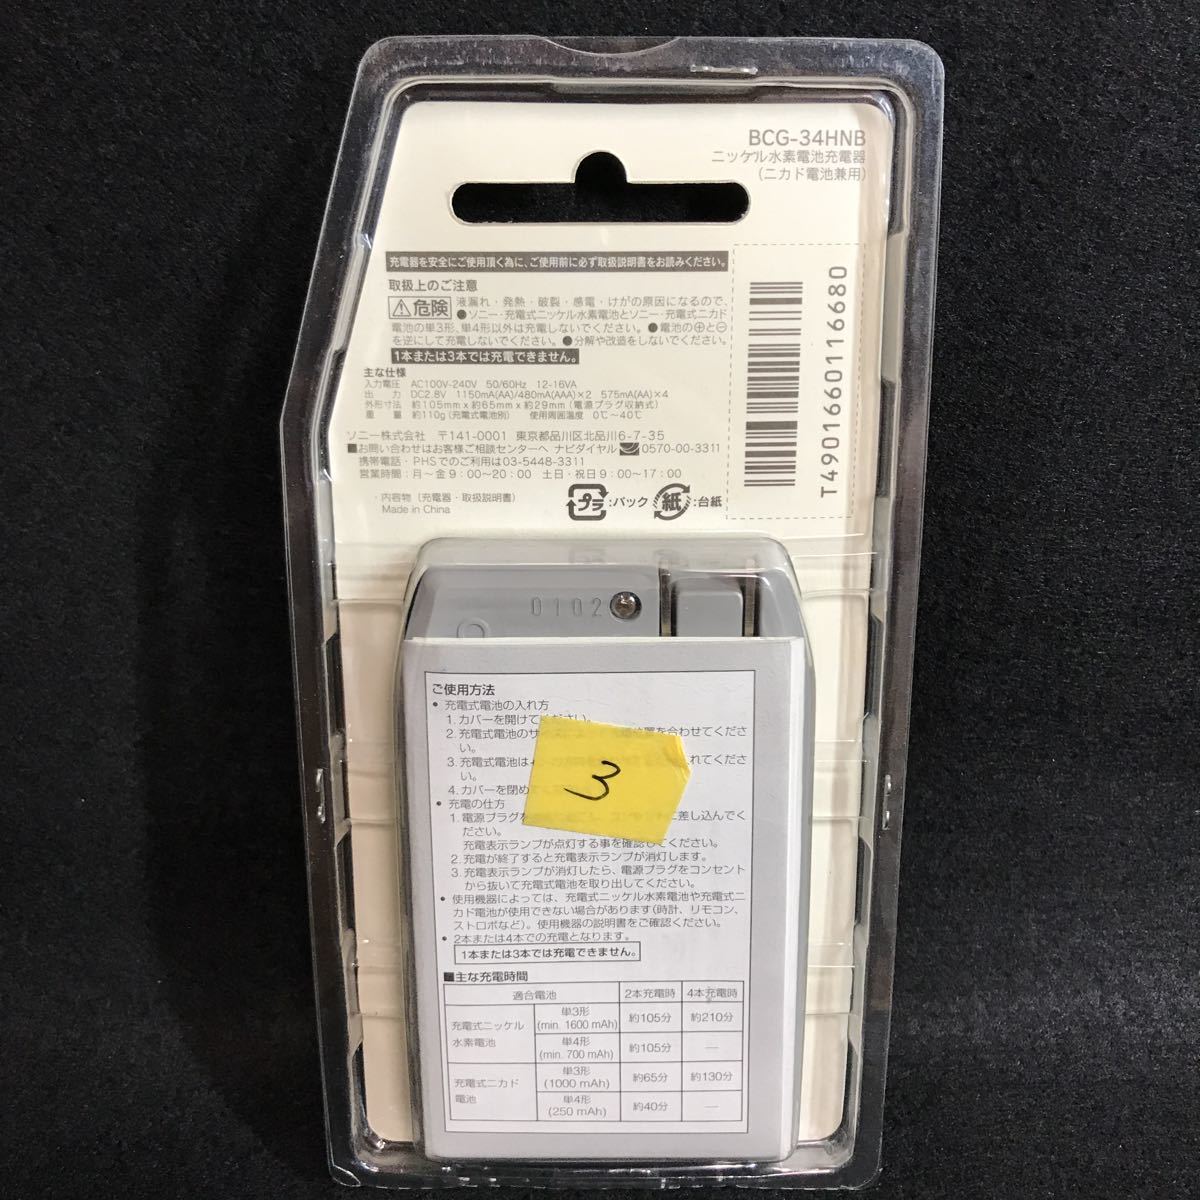 BCG-34HNB
ニッケル水素電池充電器
(ニカド電池兼用)
充電器を安全にご使用頂く為に、ご使用前に必ず取扱説明書をお読みください。
取扱上のご注意
危険 液漏れ・発熱・破裂・感電・けがの原因になるので、
●ソニー・充電式ニッケル水素電池とソニー・充電式ニカド
電池の単3形、単4形以外は充電しないでください。●電池の⊕と⊖
を逆にして充電しないでください。●分解や改造をしないでください。
1本または3本では充電できません。
主な仕様
入力電圧 AC100V-240V 50/60Hz 12-16VA
出力 DC2.8V 1150mA(AA)/480mA(AAA)×2 575mA(AA)×4
外形寸法 約105mm×約65mm×約29mm(電源プラグ収納式)
重量 約110g(充電式電池別) 使用周囲温度 0℃～40℃
ソニー株式会社 〒141-0001 東京都品川区北品川6-7-35
■お問い合わせはお客様ご相談センターへ ナビダイヤル 0570-00-3311
携帯電話・PHSでのご利用は03-5448-3311
営業時間:月～金 9:00～20:00 土日・祝日 9:00～17:00
内容物(充電器・取扱説明書)
Made in China
プラ:パック 紙:台紙
T4901660116680
0102
ご使用方法
• 充電式電池の入れ方
1. カバーを開けてください。
2. 充電式電池のサ を合わせてくださ
い。
3. 充電式電池は れてくださ
い。
4. カバーを閉め
• 充電の仕方
1. 電源プラグを に差し込んでく
ださい。
充電表示ランプが点灯する事を確認してください。
2. 充電が終了すると充電表示ランプが消灯します。
3. 充電表示ランプが消灯したら、電源プラグをコンセント
から抜いて充電式電池を取り出してください。
• 使用機器によっては、充電式ニッケル水素電池や充電式ニ
カド電池が使用できない場合があります(時計、リモコン、
ストロボなど)。使用機器の説明書をご確認ください。
• 2本または4本での充電となります。
1本または3本では充電できません。
3
■主な充電時間
適合電池 2本充電時 4本充電時
充電式ニッケル水素電池 単3形 (min. 1600 mAh) 約105分 約210分
単4形 (min. 700 mAh) 約105分 —
充電式ニカド電池 単3形 (1000 mAh) 約65分 約130分
単4形 (250 mAh) 約40分 —